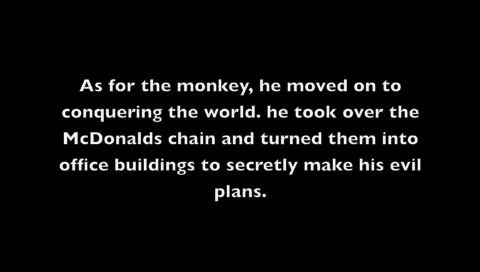 As for the monkey, he moved on to
conquering the world. he took over the
McDonalds chain and turned them into
office buildings to secretly make his evil
plans.